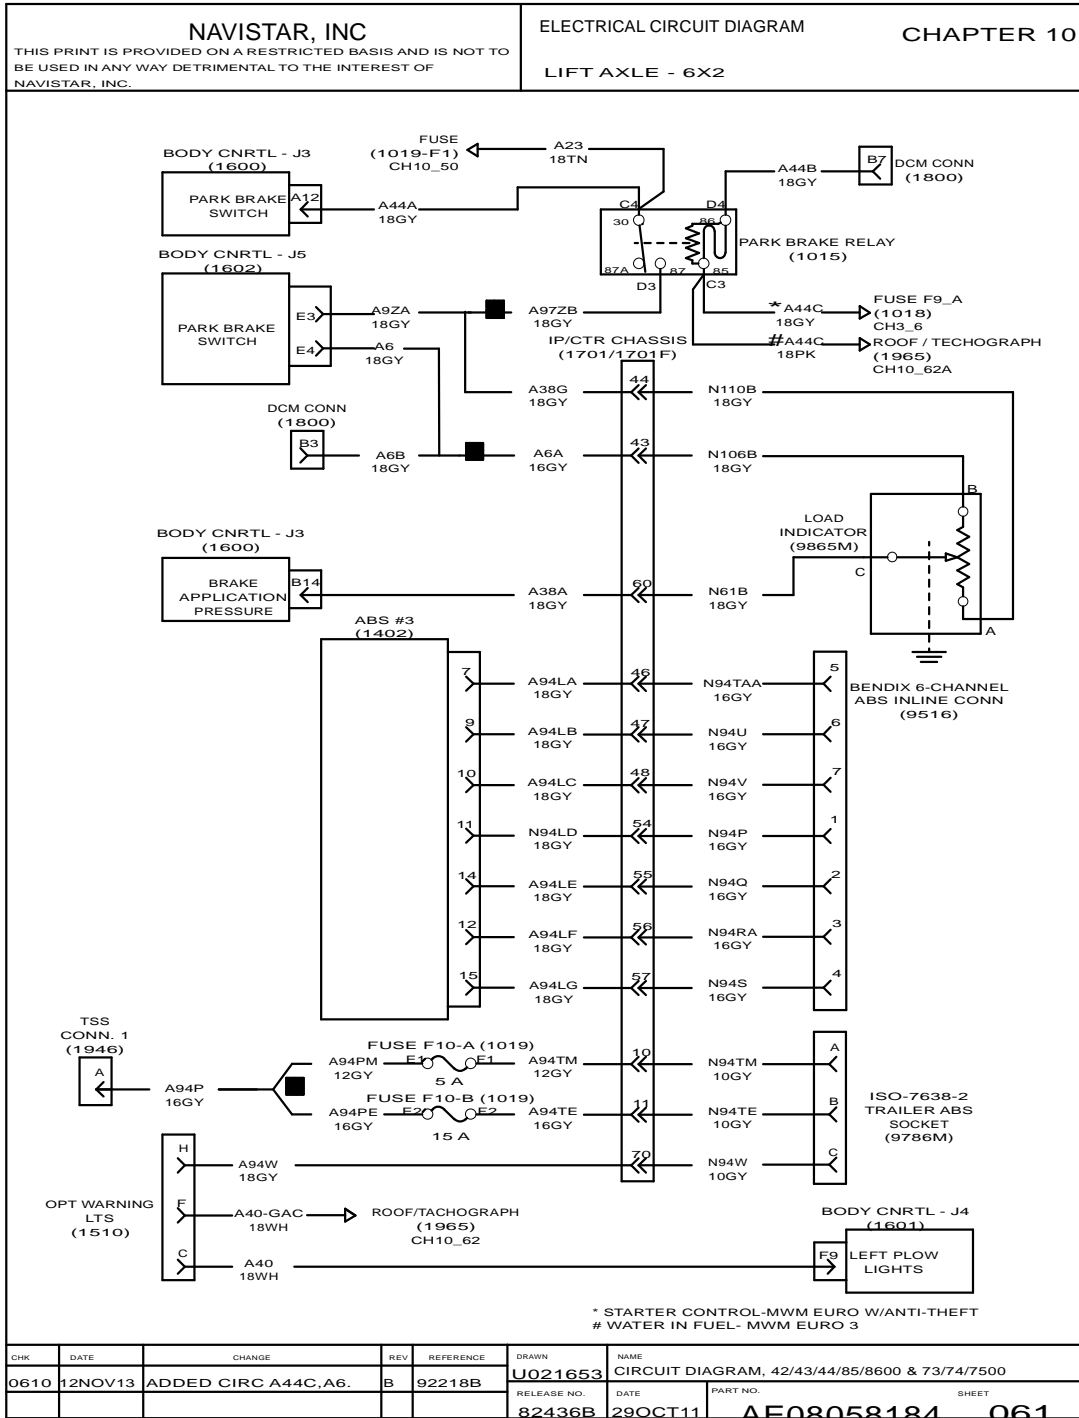 NAVISTAR, INC
THIS PRINT IS PROVIDED ON A RESTRICTED BASIS AND IS NOT TO
BE USED IN ANY WAY DETRIMENTAL TO THE INTEREST OF
NAVISTAR, INC.
ELECTRICAL CIRCUIT DIAGRAM
CHAPTER 10
LIFT AXLE - 6X2
FUSE
(1019-F1)
CH10_50
A23
18TN
BODY CNRTL - J3
(1600)
PARK BRAKE
SWITCH
A12
A44A
18GY
A44B
18GY
B7
DCM CONN
(1800)
C4
D4
30
86
87A
87
85
D3
C3
PARK BRAKE RELAY
(1015)
BODY CNRTL - J5
(1602)
PARK BRAKE
SWITCH
E3
E4
A9ZA
18GY
A6
18GY
A97ZB
18GY
* A44C
18GY
FUSE F9_A
(1018)
CH3_6
#A44C
18PK
ROOF / TECHOGRAPH
(1965)
CH10_62A
IP/CTR CHASSIS
(1701/1701F)
A38G
18GY
44
N110B
18GY
DCM CONN
(1800)
B3
A6B
18GY
A6A
16GY
43
N106B
18GY
B
LOAD
INDICATOR
(9865M)
C
A
BODY CNRTL - J3
(1600)
BRAKE
APPLICATION
PRESSURE
B14
A38A
18GY
60
N61B
18GY
ABS #3
(1402)
7
A94LA
18GY
46
N94TAA
16GY
5
BENDIX 6-CHANNEL
ABS INLINE CONN
(9516)
9
A94LB
18GY
47
N94U
16GY
6
10
A94LC
18GY
48
N94V
16GY
7
11
N94LD
18GY
54
N94P
16GY
1
14
A94LE
18GY
55
N94Q
16GY
2
12
A94LF
18GY
56
N94RA
16GY
3
15
A94LG
18GY
57
N94S
16GY
4
TSS
CONN. 1
(1946)
A
A94P
16GY
FUSE F10-A (1019)
A94PM
12GY
E1
F1
5 A
A94TM
12GY
10
N94TM
10GY
A
FUSE F10-B (1019)
A94PE
16GY
E2
F2
15 A
A94TE
16GY
11
N94TE
10GY
B
ISO-7638-2
TRAILER ABS
SOCKET
(9786M)
H
A94W
18GY
70
N94W
10GY
C
OPT WARNING
LTS
(1510)
F
A40-GAC
18WH
ROOF/TACHOGRAPH
(1965)
CH10_62
C
A40
18WH
BODY CNRTL - J4
(1601)
F9
LEFT PLOW
LIGHTS
* STARTER CONTROL-MWM EURO W/ANTI-THEFT
# WATER IN FUEL- MWM EURO 3
CHK DATE CHANGE REV REFERENCE
0610 12NOV13 ADDED CIRC A44C,A6. B 92218B
DRAWN
U021653
NAME
CIRCUIT DIAGRAM, 42/43/44/85/8600 & 73/74/7500
RELEASE NO. DATE PART NO. SHEET
82436B 29OCT11 AE08058184 061